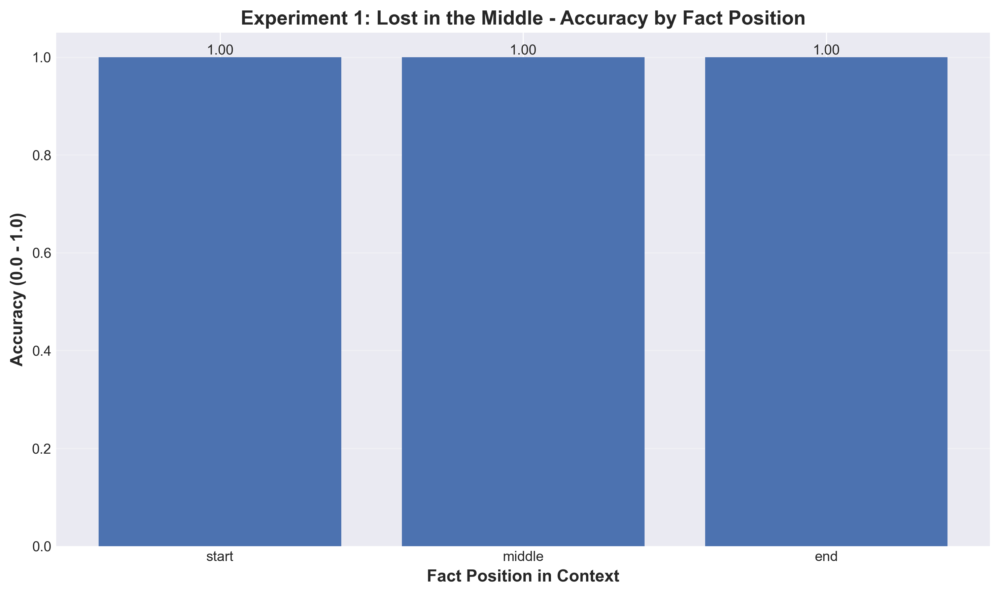 Experiment 1: Lost in the Middle - Accuracy by Fact Position
1.00 1.00 1.00
1.0
0.8
0.6
0.4
0.2
0.0
Accuracy (0.0 - 1.0)
start middle end
Fact Position in Context